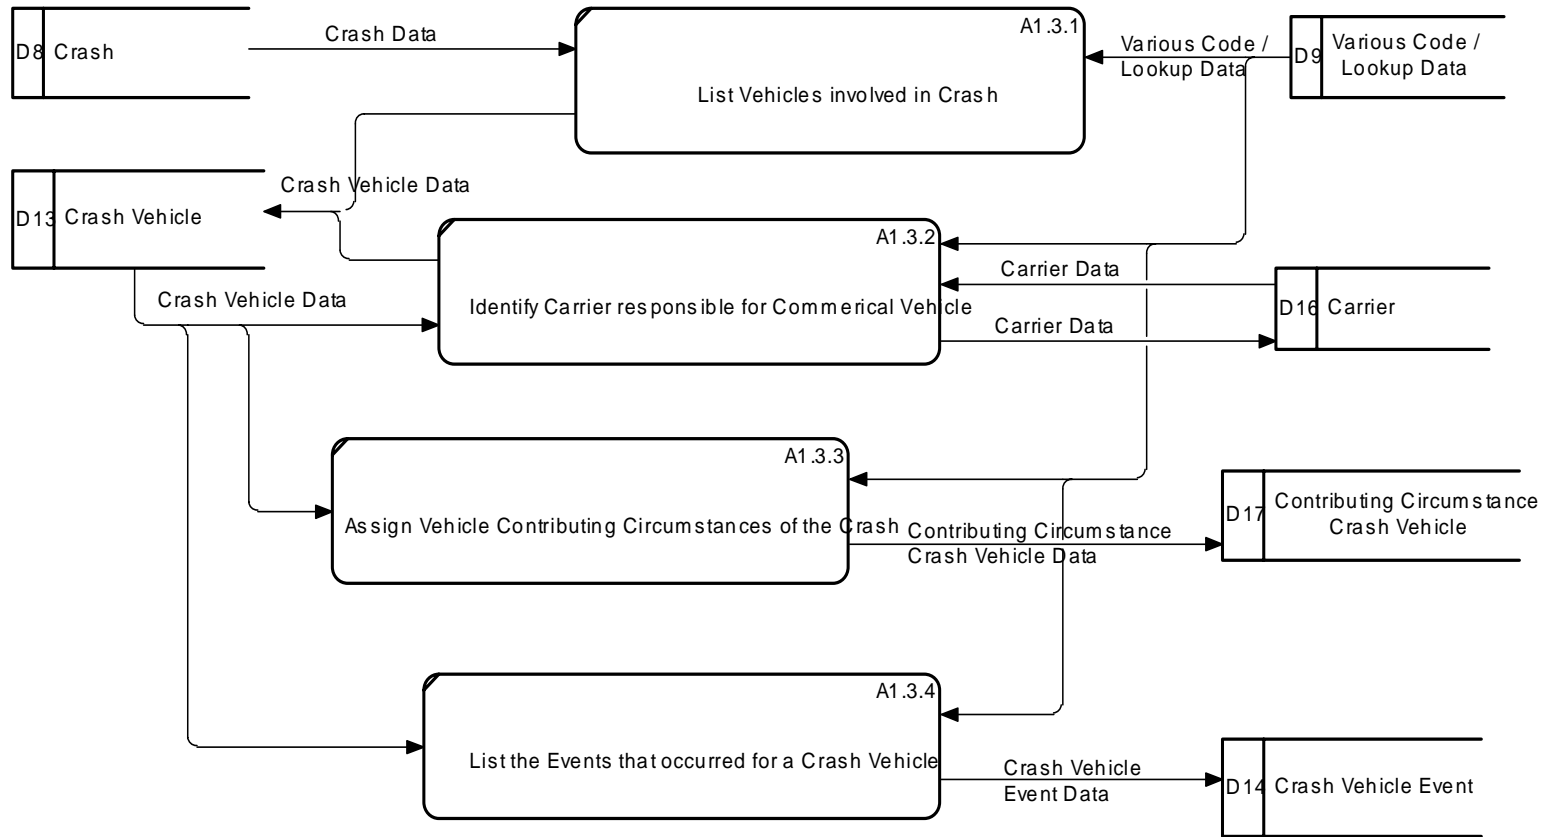 D8 Crash
Crash Data
A1.3.1
List Vehicles involved in Crash
Various Code /
Lookup Data
D9
Various Code /
Lookup Data
D13 Crash Vehicle
Crash Vehicle Data
Crash Vehicle Data
A1.3.2
Identify Carrier responsible for Commerical Vehicle
Carrier Data
Carrier Data
D16 Carrier
A1.3.3
Assign Vehicle Contributing Circumstances of the Crash
Contributing Circumstance
Crash Vehicle Data
D17
Contributing Circumstance
Crash Vehicle
A1.3.4
List the Events that occurred for a Crash Vehicle
Crash Vehicle
Event Data
D14 Crash Vehicle Event